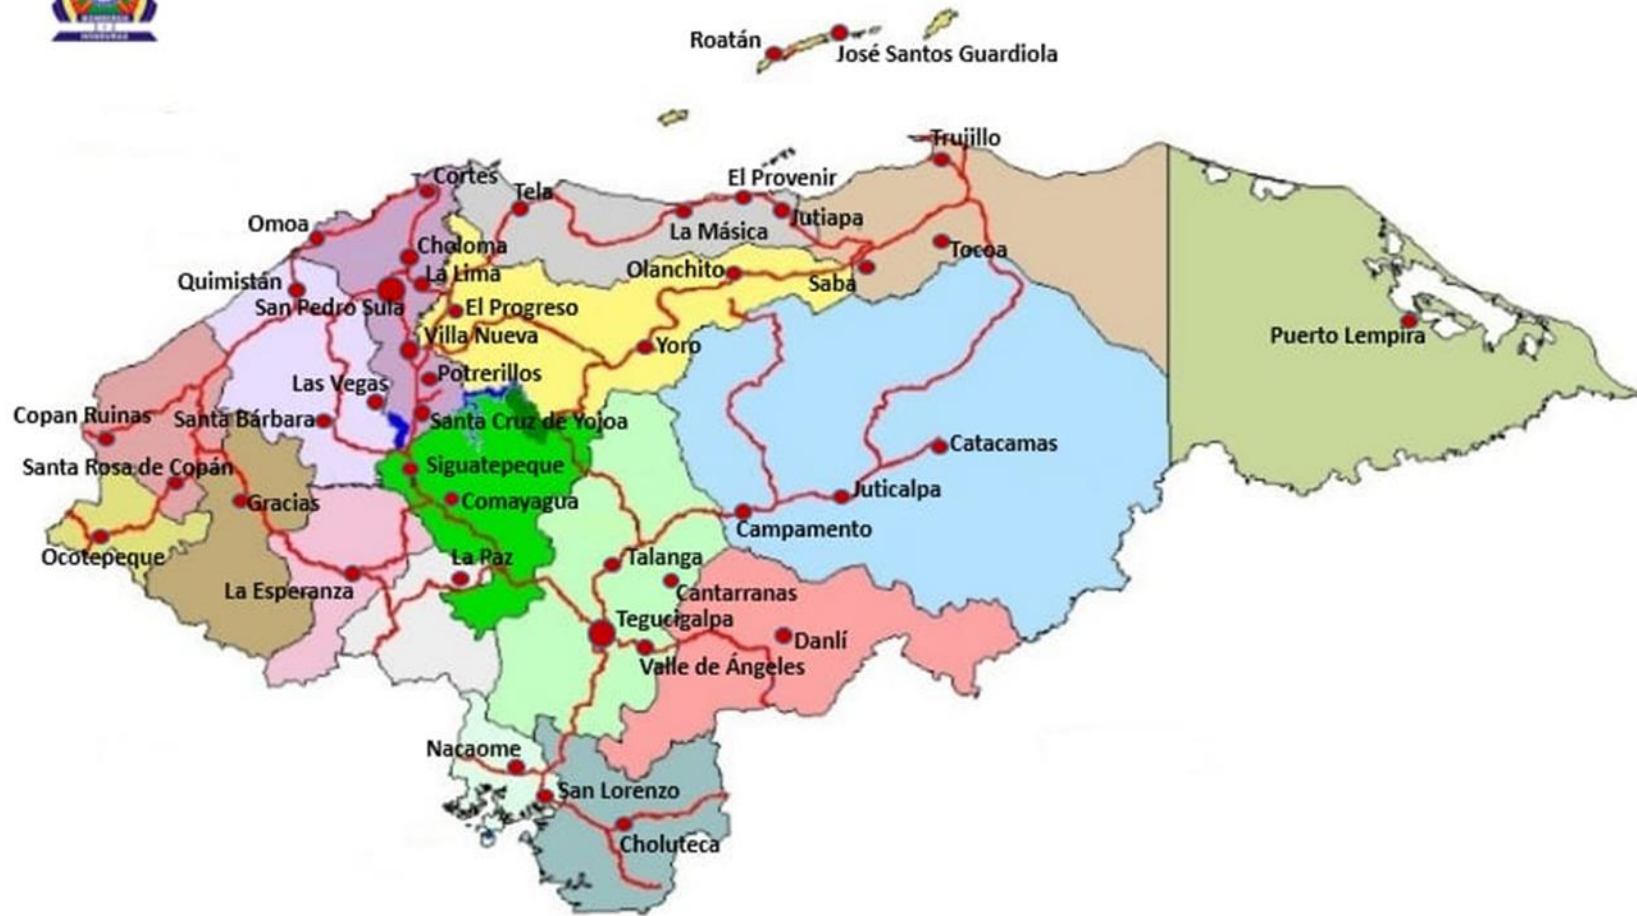 BOMBEROS
HONDURAS
Roatán
José Santos Guardiola
Trujillo
Cortes
Tela
El Provenir
Jutiapa
Omoa
La Másica
Choloma
Tocoa
La Lima
Olanchito
Saba
Quimistán
San Pedro Sula
El Progreso
Villa Nueva
Yoro
Puerto Lempira
Potrerillos
Las Vegas
Copan Ruinas
Santa Bárbara
Santa Cruz de Yojoa
Catacamas
Santa Rosa de Copán
Siguatepeque
Gracias
Comayagua
Juticalpa
Campamento
Ocotepeque
La Paz
Talanga
La Esperanza
Cantarranas
Tegucigalpa
Danlí
Valle de Ángeles
Nacaome
San Lorenzo
Choluteca